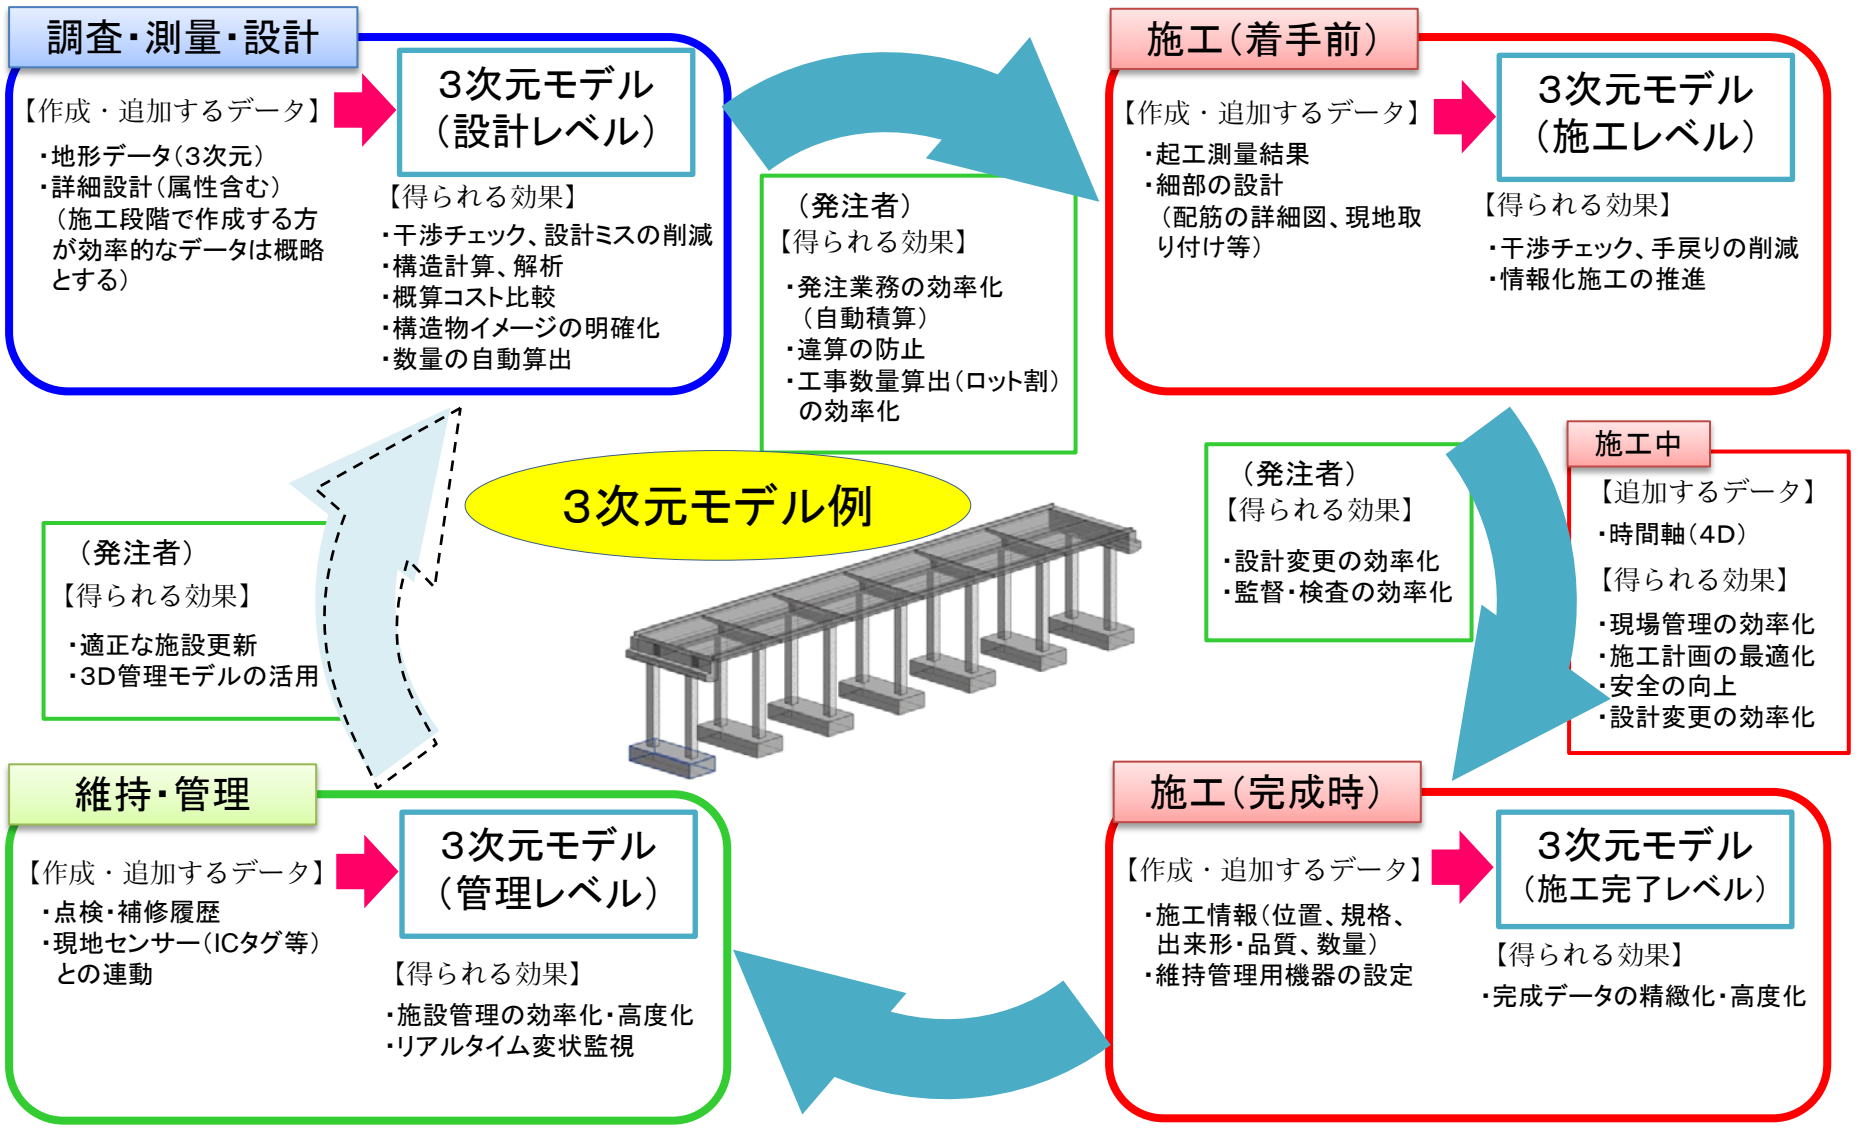 調査・測量・設計
【作成・追加するデータ】
・地形データ(3次元)
・詳細設計(属性含む)
(施工段階で作成する方
が効率的なデータは概略
とする)
3次元モデル
(設計レベル)
【得られる効果】
・干渉チェック、設計ミスの削減
・構造計算、解析
・概算コスト比較
・構造物イメージの明確化
・数量の自動算出
(発注者)
【得られる効果】
・発注業務の効率化
(自動積算)
・違算の防止
・工事数量算出(ロット割)
の効率化
施工(着手前)
【作成・追加するデータ】
・起工測量結果
・細部の設計
(配筋の詳細図、現地取
り付け等)
3次元モデル
(施工レベル)
【得られる効果】
・干渉チェック、手戻りの削減
・情報化施工の推進
(発注者)
【得られる効果】
・設計変更の効率化
・監督・検査の効率化
施工中
【追加するデータ】
・時間軸(4D)
【得られる効果】
・現場管理の効率化
・施工計画の最適化
・安全の向上
・設計変更の効率化
3次元モデル例
(発注者)
【得られる効果】
・適正な施設更新
・3D管理モデルの活用
維持・管理
【作成・追加するデータ】
・点検・補修履歴
・現地センサー(ICタグ等)
との連動
3次元モデル
(管理レベル)
【得られる効果】
・施設管理の効率化・高度化
・リアルタイム変状監視
施工(完成時)
【作成・追加するデータ】
・施工情報(位置、規格、
出来形・品質、数量)
・維持管理用機器の設定
3次元モデル
(施工完了レベル)
【得られる効果】
・完成データの精緻化・高度化